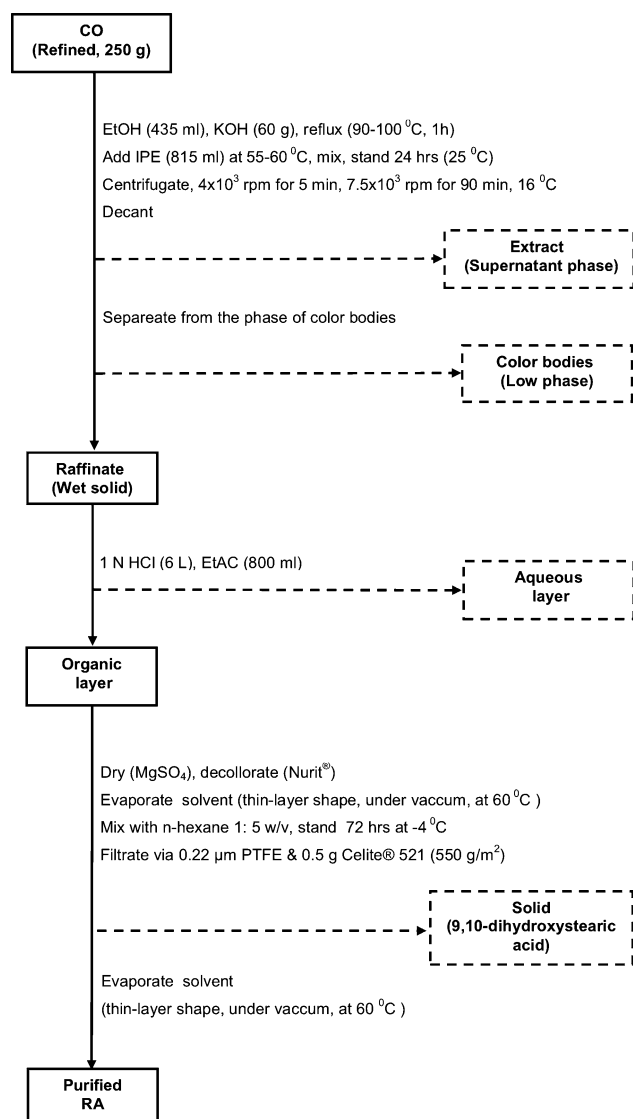 CO
(Refined, 250 g)
EtOH (435 ml), KOH (60 g), reflux (90-100 ⁰C, 1h)
Add IPE (815 ml) at 55-60 ⁰C, mix, stand 24 hrs (25 ⁰C)
Centrifugate, 4x10³ rpm for 5 min, 7.5x10³ rpm for 90 min, 16 ⁰C
Decant
Extract
(Supernatant phase)
Separeate from the phase of color bodies
Color bodies
(Low phase)
Raffinate
(Wet solid)
1 N HCl (6 L), EtAC (800 ml)
Aqueous
layer
Organic
layer
Dry (MgSO₄), decollorate (Nurit®)
Evaporate solvent (thin-layer shape, under vaccum, at 60 ⁰C )
Mix with n-hexane 1: 5 w/v, stand 72 hrs at -4 ⁰C
Filtrate via 0.22 µm PTFE & 0.5 g Celite® 521 (550 g/m²)
Solid
(9,10-dihydroxystearic
acid)
Evaporate solvent
(thin-layer shape, under vaccum, at 60 ⁰C )
Purified
RA